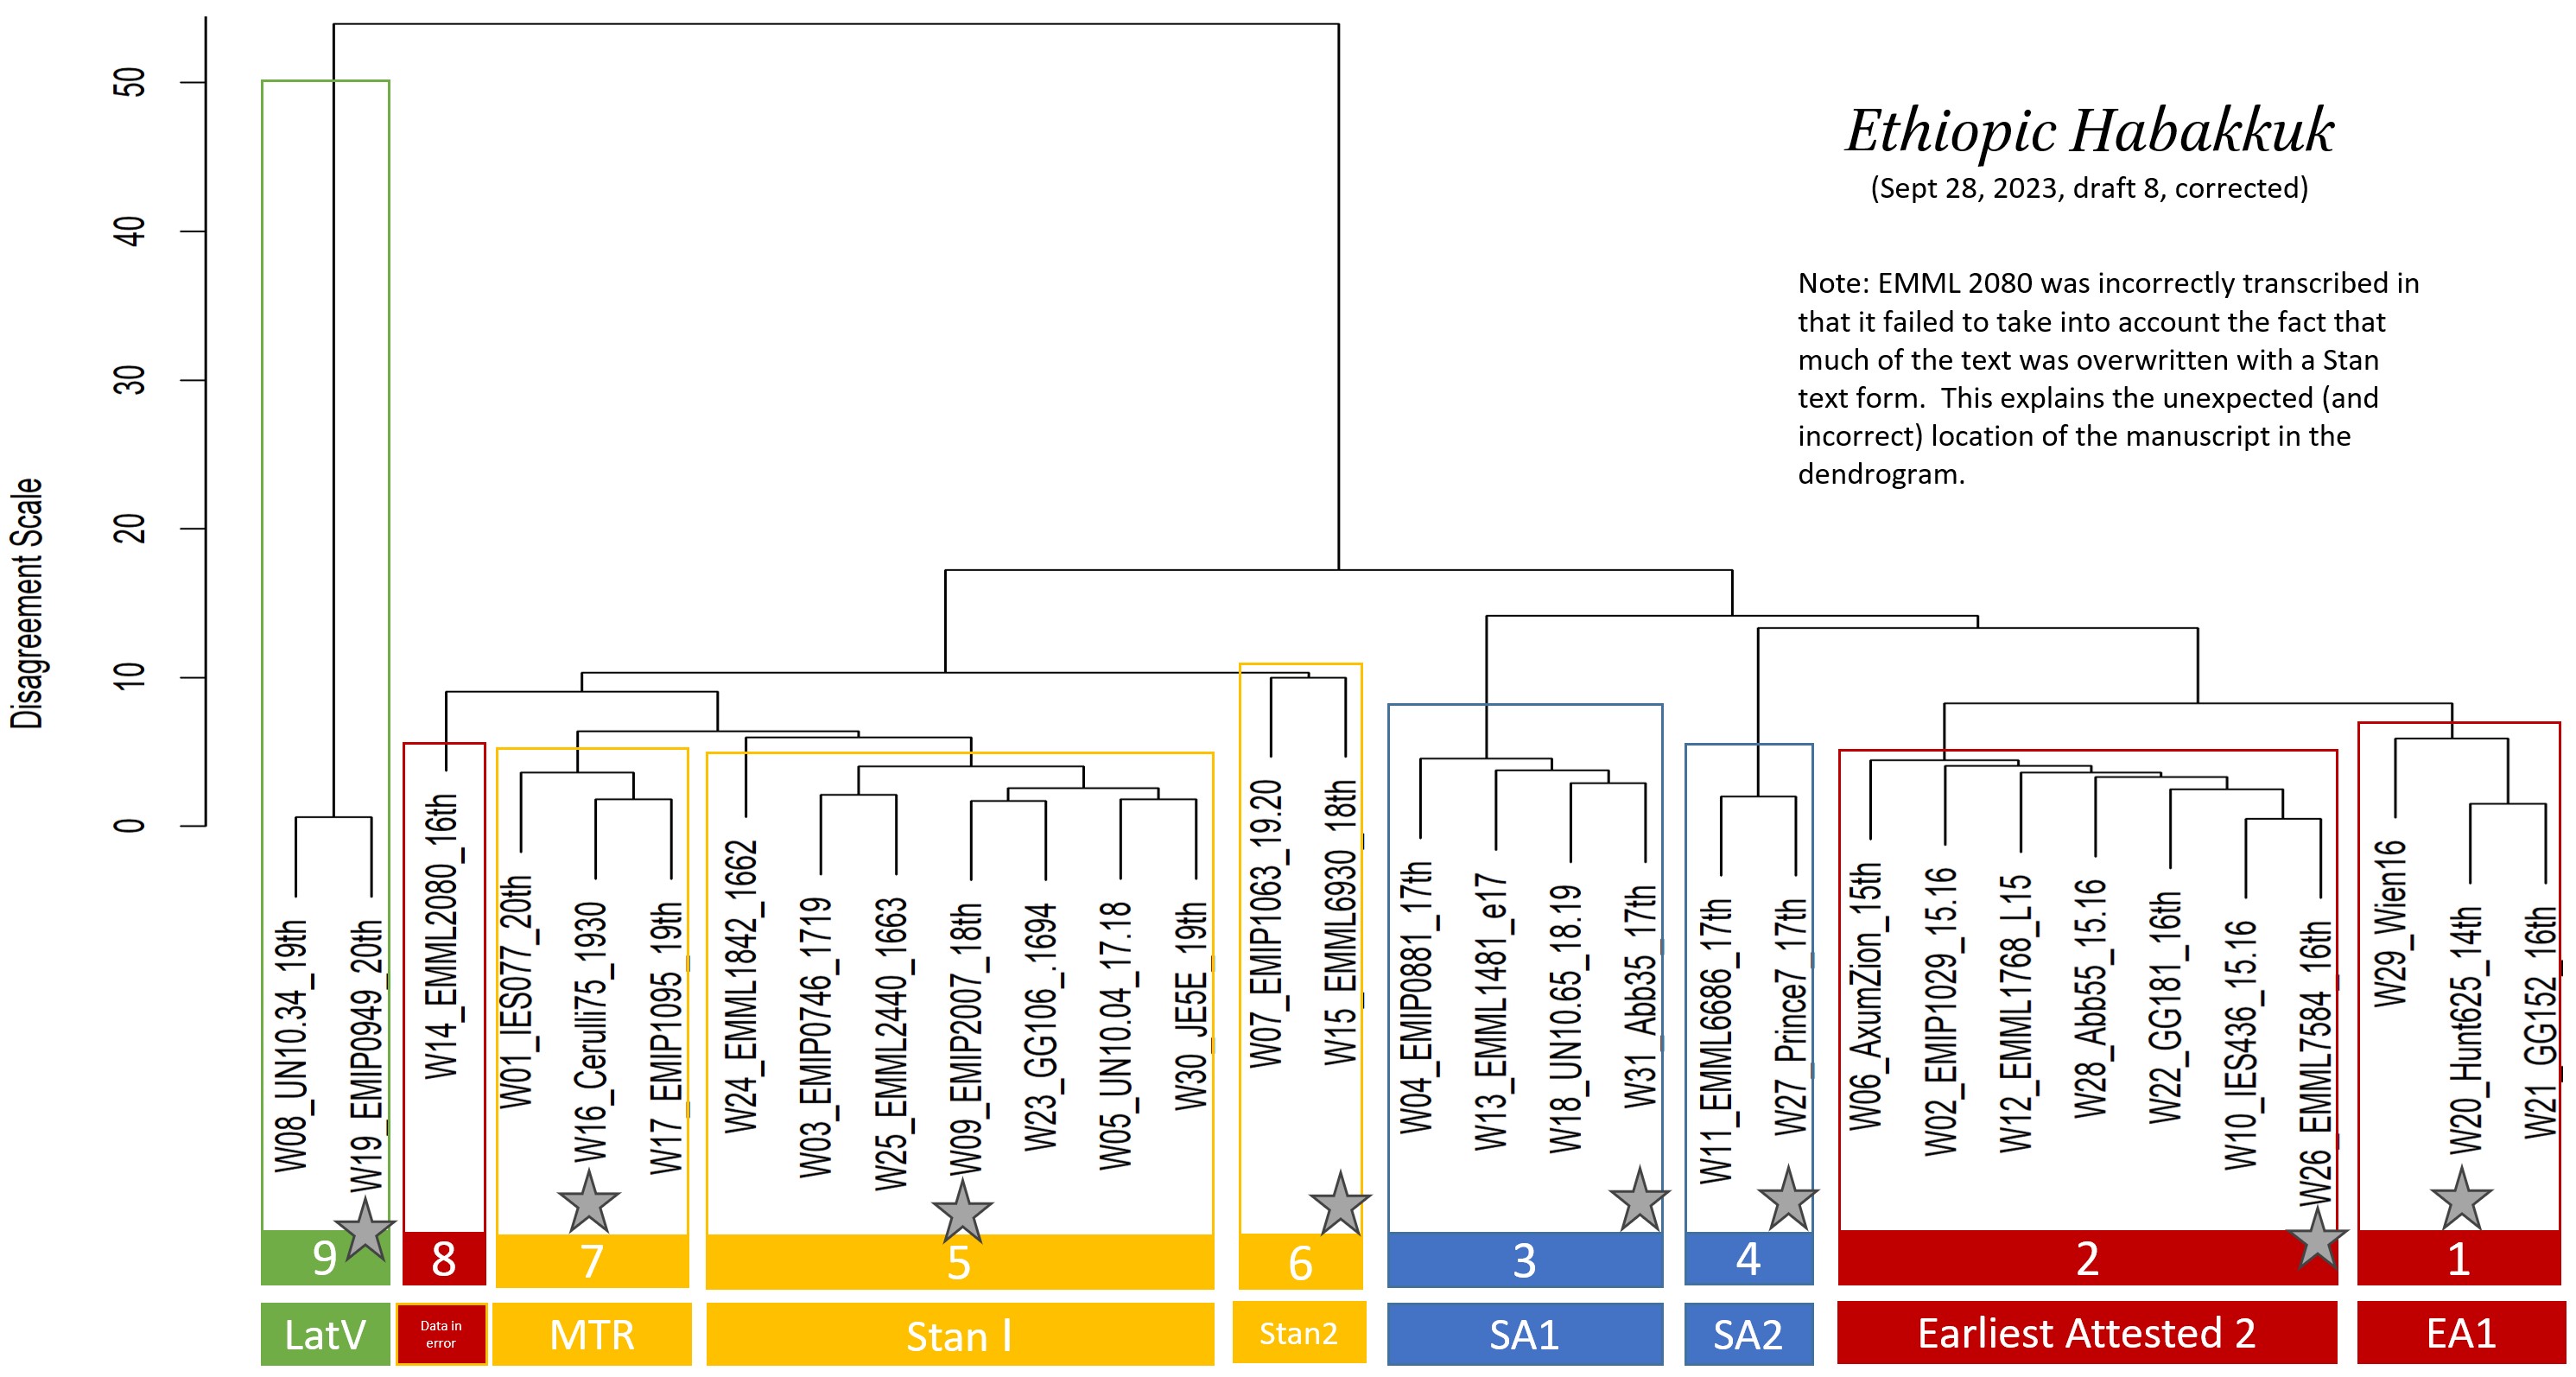 Ethiopic Habakkuk
(Sept 28, 2023, draft 8, corrected)
Note: EMML 2080 was incorrectly transcribed in
that it failed to take into account the fact that
much of the text was overwritten with a Stan
text form.  This explains the unexpected (and
incorrect) location of the manuscript in the
dendrogram.
Disagreement Scale
50
40
30
20
10
0
W08_UN10.34_19th
W19_EMIP0949_20th
W14_EMML2080_16th
W01_IES077_20th
W16_Cerulli75_1930
W17_EMIP1095_19th
W24_EMML1842_1662
W03_EMIP0746_1719
W25_EMML2440_1663
W09_EMIP2007_18th
W23_GG106_.1694
W05_UN10.04_17.18
W30_JE5E_19th
W07_EMIP1063_19.20
W15_EMML6930_18th
W04_EMIP0881_17th
W13_EMML1481_e17
W18_UN10.65_18.19
W31_Abb35_17th
W11_EMML6686_17th
W27_Prince7_17th
W06_AxumZion_15th
W02_EMIP1029_15.16
W12_EMML1768_L15
W28_Abb55_15.16
W22_GG181_16th
W10_IES436_15.16
W26_EMML7584_16th
W29_Wien16
W20_Hunt625_14th
W21_GG152_16th
9
8
7
5
6
3
4
2
1
LatV
Data in
error
MTR
Stan l
Stan2
SA1
SA2
Earliest Attested 2
EA1